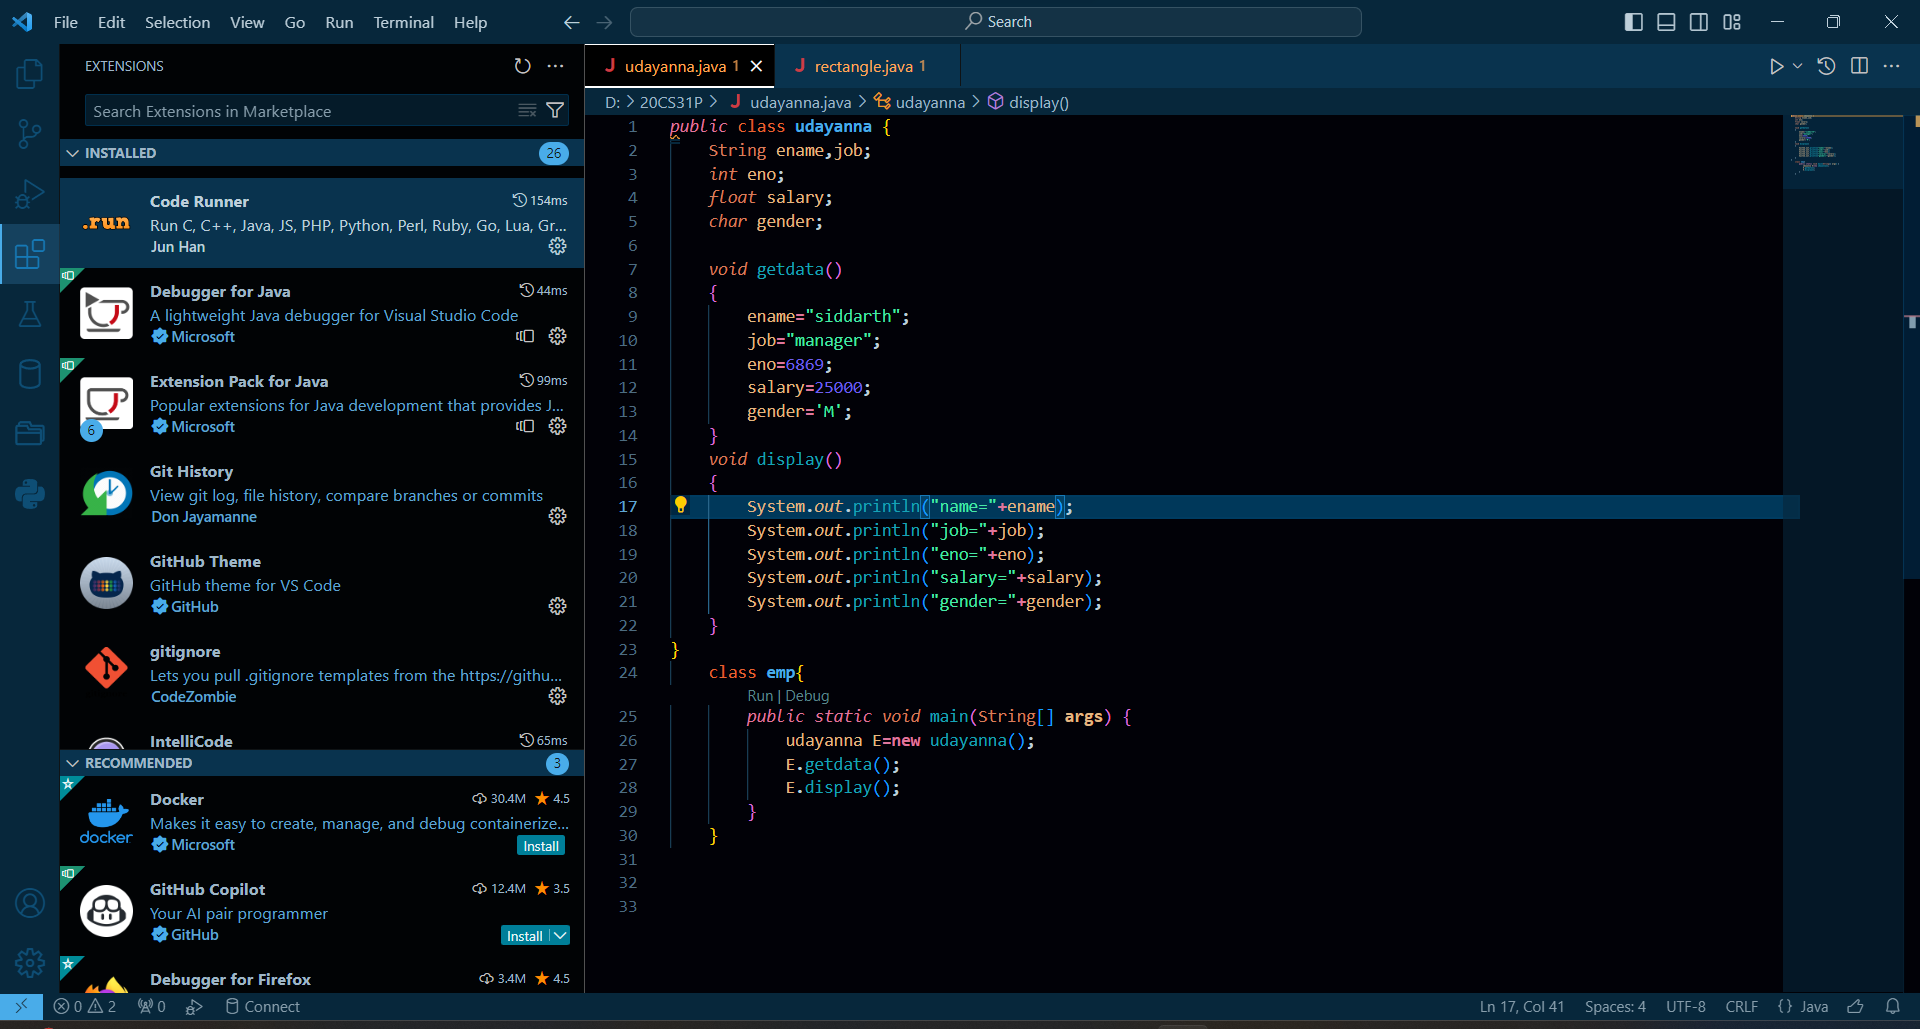 File Edit Selection View Go Run Terminal Help
Search
EXTENSIONS
Search Extensions in Marketplace
INSTALLED 26
Code Runner 154ms
.run
Run C, C++, Java, JS, PHP, Python, Perl, Ruby, Go, Lua, Gr...
Jun Han
Debugger for Java 44ms
A lightweight Java debugger for Visual Studio Code
Microsoft
Extension Pack for Java 99ms
Popular extensions for Java development that provides J...
6 Microsoft
Git History
View git log, file history, compare branches or commits
Don Jayamanne
GitHub Theme
GitHub theme for VS Code
GitHub
gitignore
Lets you pull .gitignore templates from the https://githu...
CodeZombie
IntelliCode 65ms
RECOMMENDED 3
Docker 30.4M 4.5
docker
Makes it easy to create, manage, and debug containerize...
Microsoft Install
GitHub Copilot 12.4M 3.5
Your AI pair programmer
GitHub Install
Debugger for Firefox 3.4M 4.5
J udayanna.java 1 J rectangle.java 1
D: > 20CS31P > J udayanna.java > udayanna > display()
1 public class udayanna {
2 String ename,job;
3 int eno;
4 float salary;
5 char gender;
6
7 void getdata()
8 {
9 ename="siddarth";
10 job="manager";
11 eno=6869;
12 salary=25000;
13 gender='M';
14 }
15 void display()
16 {
17 System.out.println("name="+ename);
18 System.out.println("job="+job);
19 System.out.println("eno="+eno);
20 System.out.println("salary="+salary);
21 System.out.println("gender="+gender);
22 }
23 }
24 class emp{
Run | Debug
25 public static void main(String[] args) {
26 udayanna E=new udayanna();
27 E.getdata();
28 E.display();
29 }
30 }
31
32
33
0 2 0 Connect Ln 17, Col 41 Spaces: 4 UTF-8 CRLF {} Java